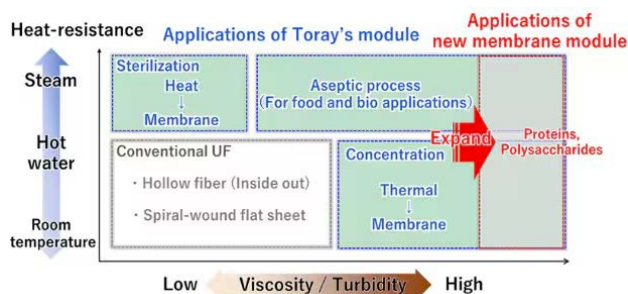 Heat-resistance
Applications of Toray's module
Applications of
new membrane module
Steam
Hot
water
Room
temperature
Sterilization
Heat
↓
Membrane
Aseptic process
(For food and bio applications)
Expand
Proteins,
Polysaccharides
Conventional UF
・Hollow fiber (Inside out)
・Spiral-wound flat sheet
Concentration
Thermal
↓
Membrane
Low
Viscosity / Turbidity
High